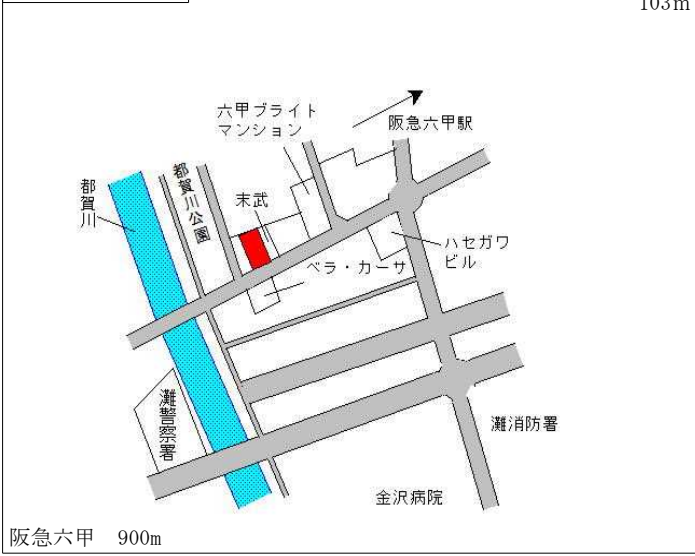 103m
六甲ブライト
マンション
阪急六甲駅
都賀川
都賀川公園
末武
ハセガワ
ビル
ベラ・カーサ
灘警察署
灘消防署
金沢病院
阪急六甲 900m